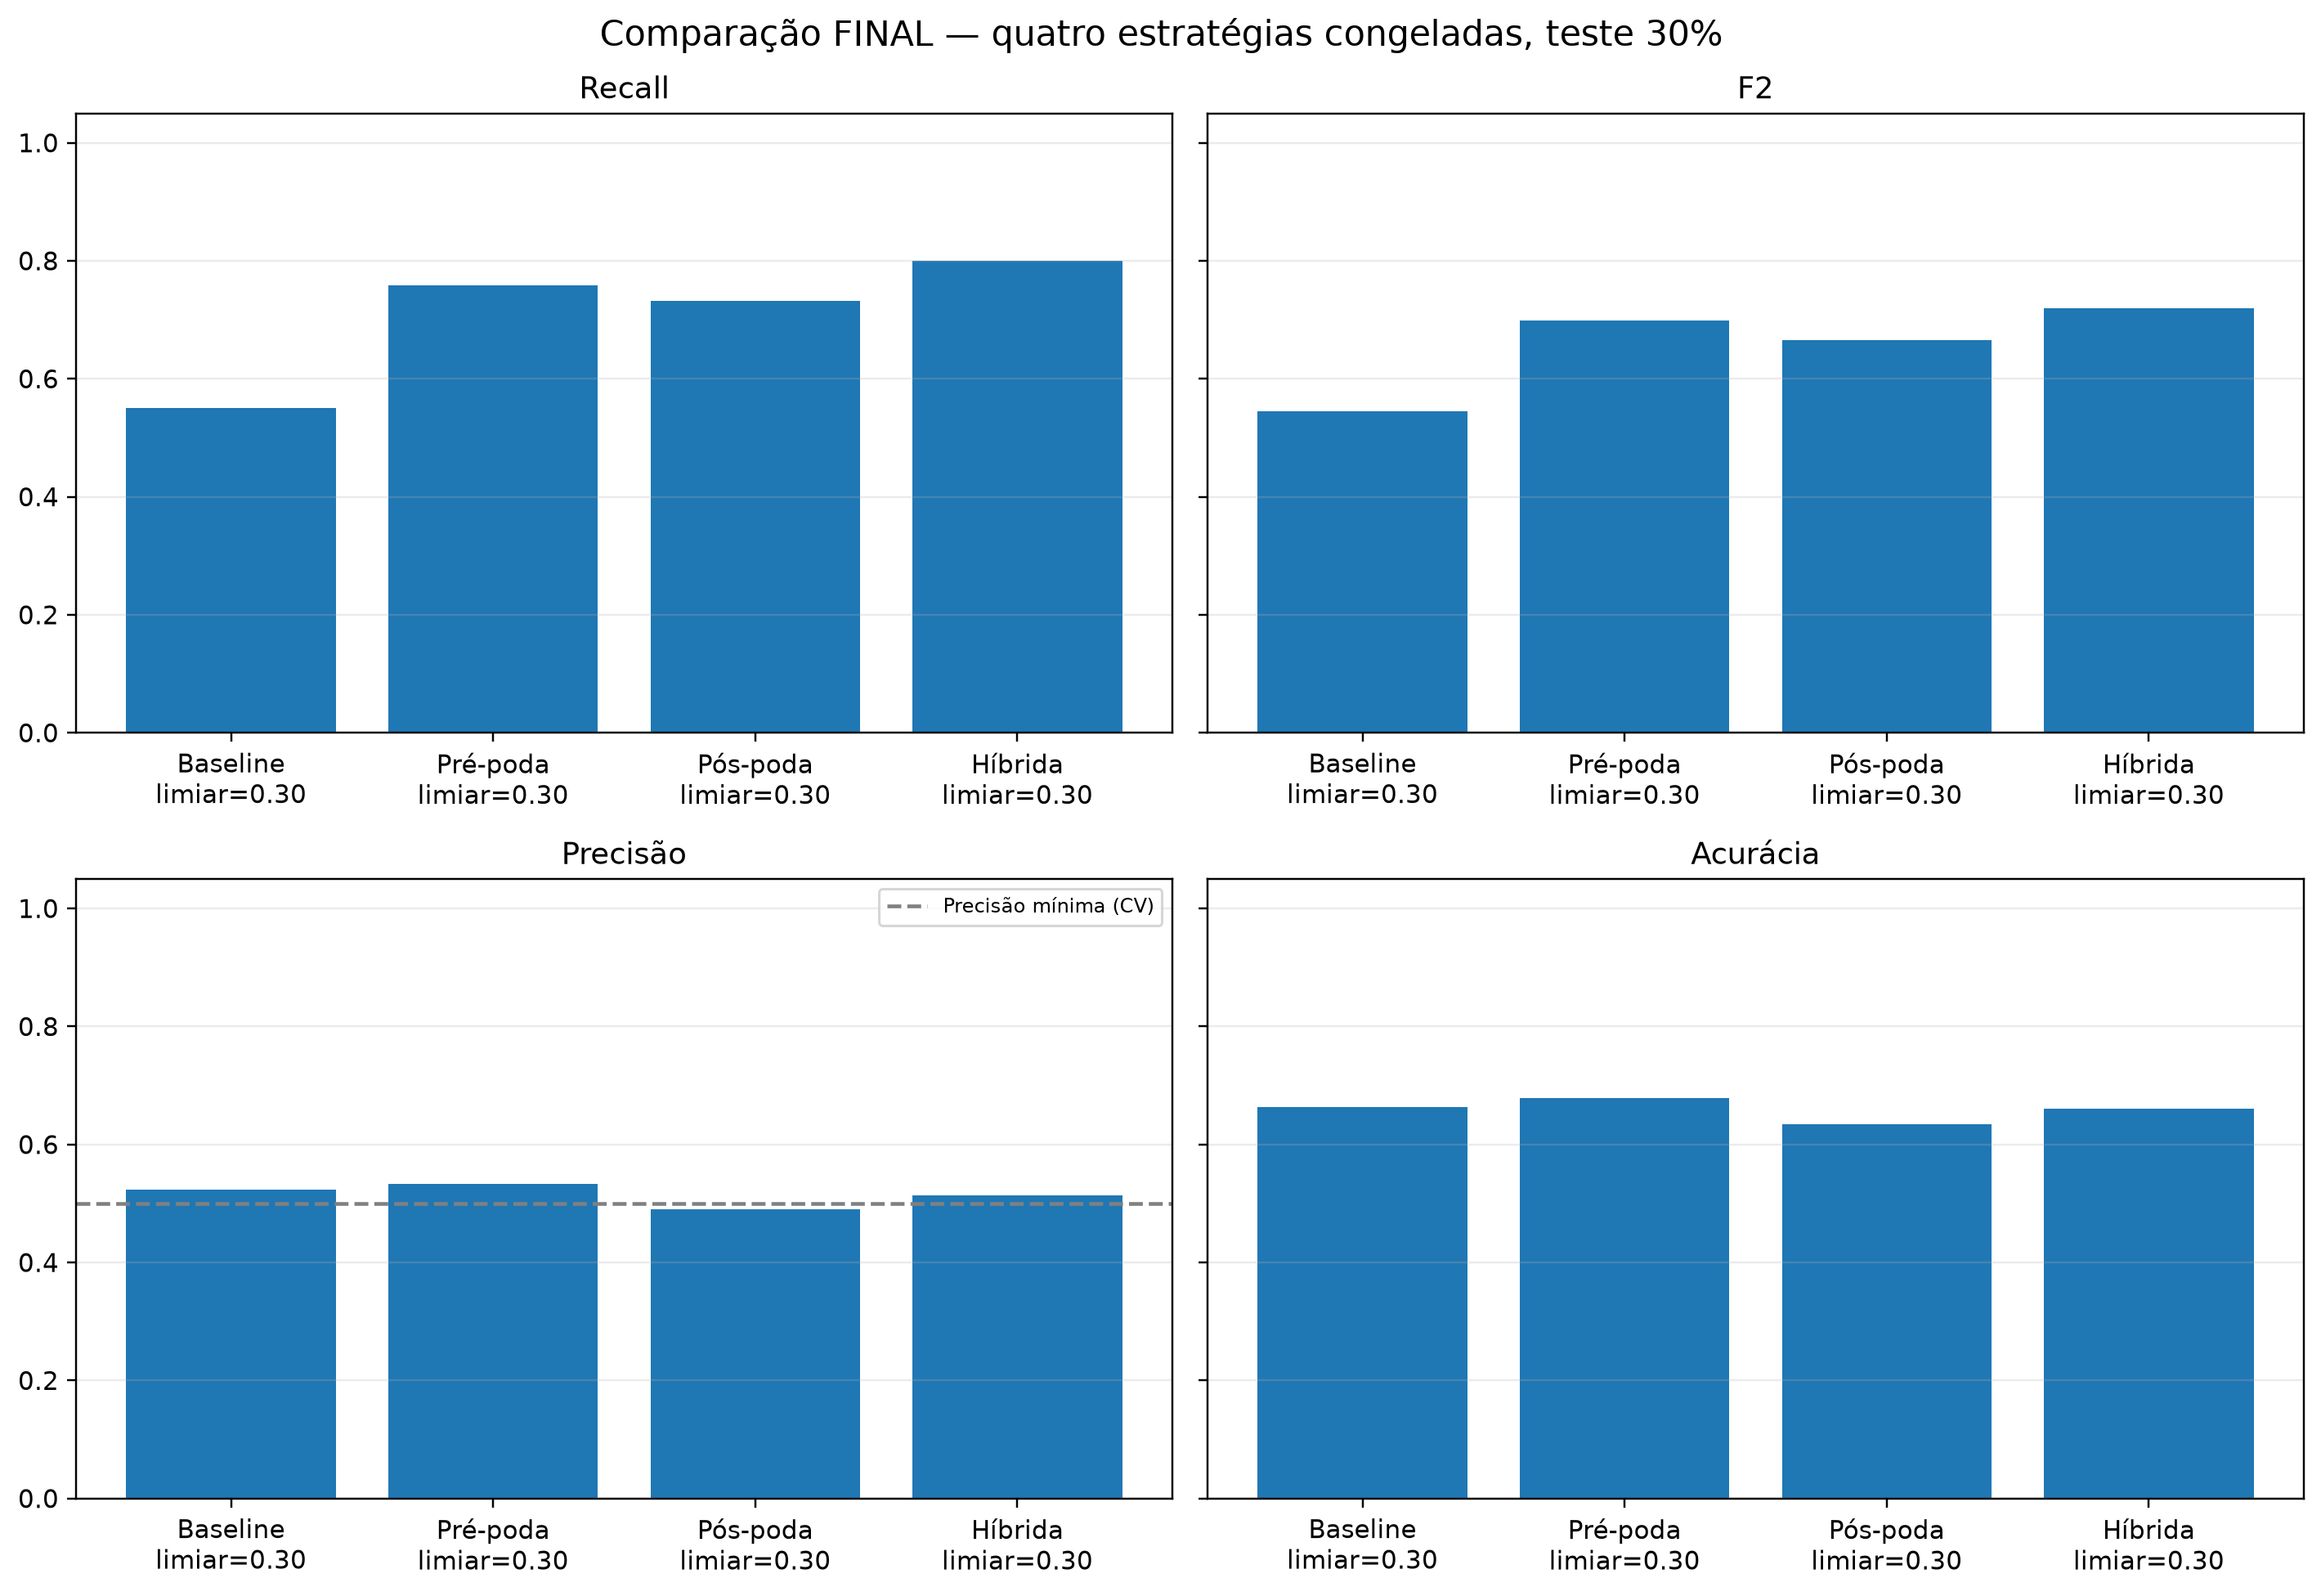 Comparação FINAL — quatro estratégias congeladas, teste 30%
Recall
1.0
0.8
0.6
0.4
0.2
0.0
Baseline
limiar=0.30
Pré-poda
limiar=0.30
Pós-poda
limiar=0.30
Híbrida
limiar=0.30
F2
Baseline
limiar=0.30
Pré-poda
limiar=0.30
Pós-poda
limiar=0.30
Híbrida
limiar=0.30
Precisão
Precisão mínima (CV)
1.0
0.8
0.6
0.4
0.2
0.0
Baseline
limiar=0.30
Pré-poda
limiar=0.30
Pós-poda
limiar=0.30
Híbrida
limiar=0.30
Acurácia
Baseline
limiar=0.30
Pré-poda
limiar=0.30
Pós-poda
limiar=0.30
Híbrida
limiar=0.30